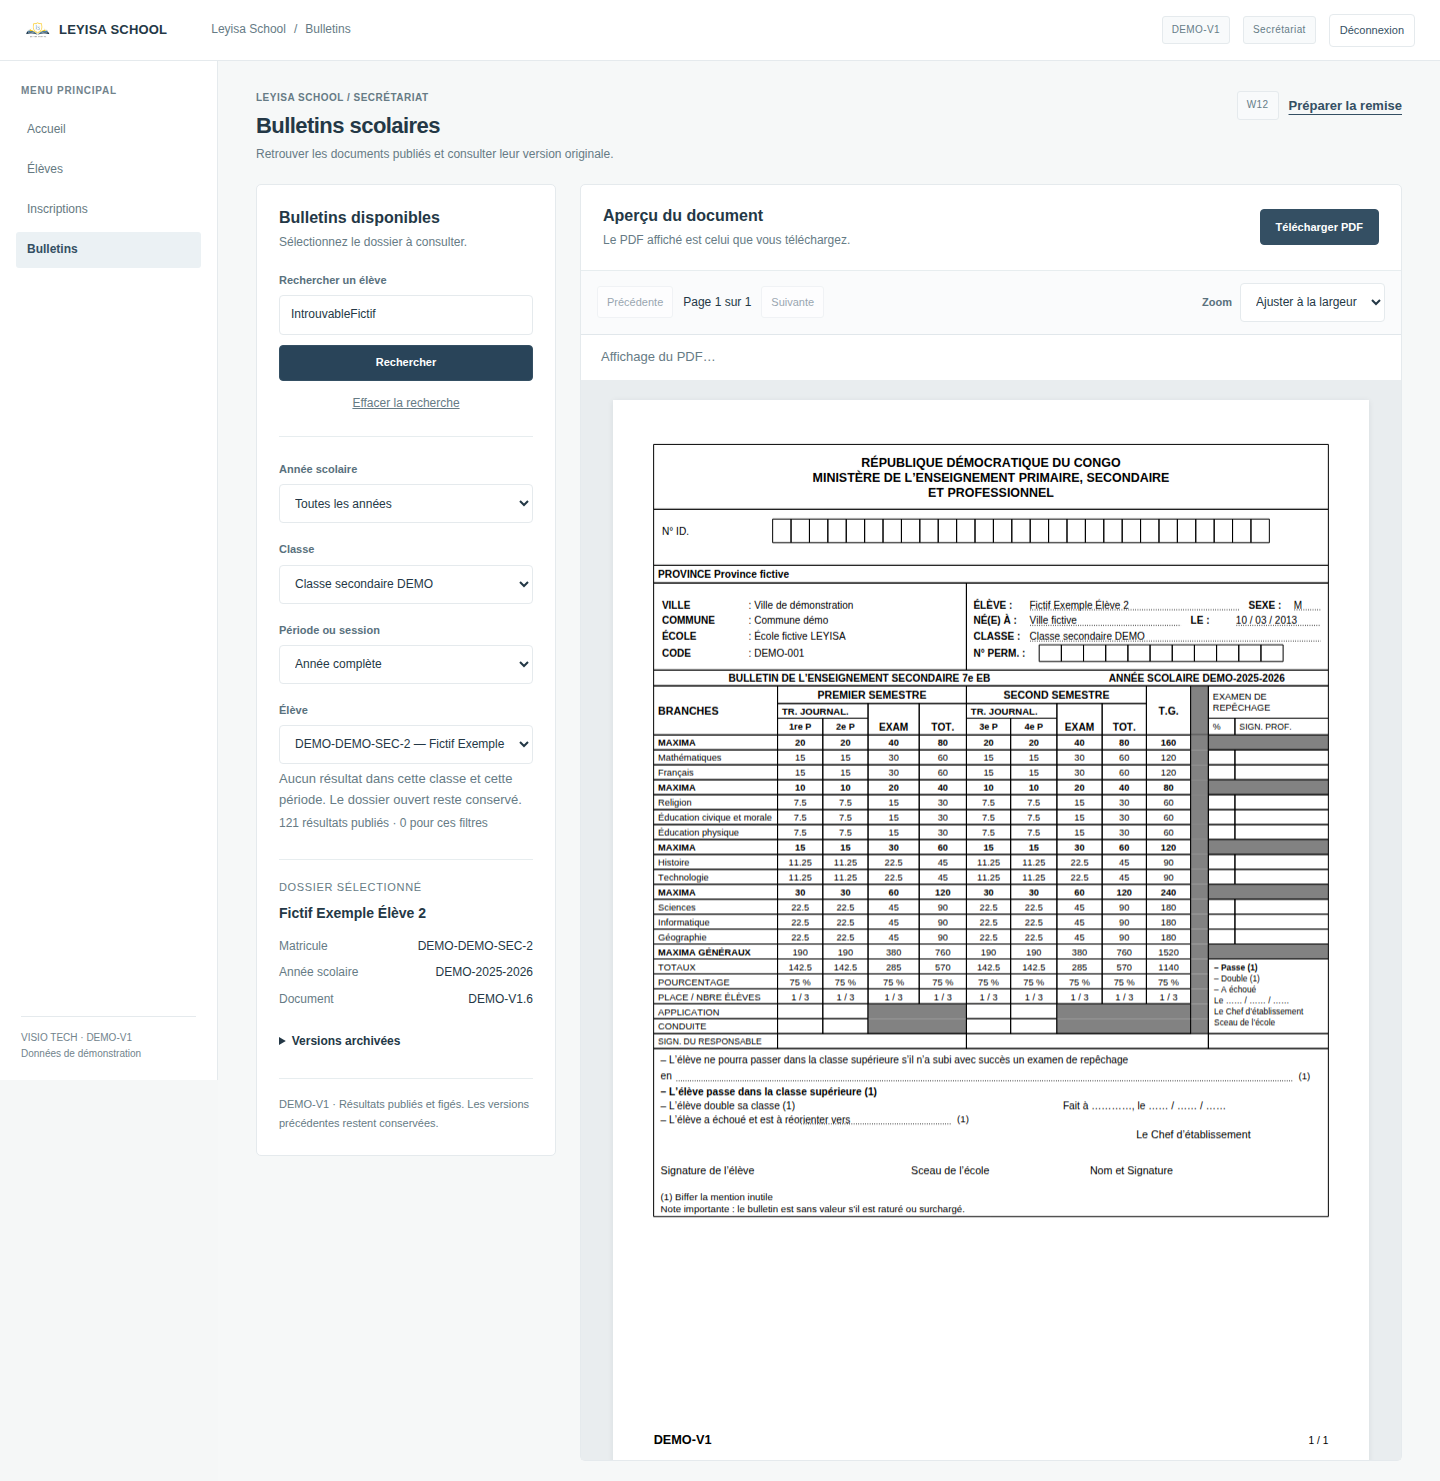 LEYISA SCHOOL
Leyisa School / Bulletins
DEMO-V1
Secrétariat
Déconnexion
MENU PRINCIPAL
Accueil
Élèves
Inscriptions
Bulletins
VISIO TECH · DEMO-V1
Données de démonstration
LEYISA SCHOOL / SECRÉTARIAT
Bulletins scolaires
Retrouver les documents publiés et consulter leur version originale.
W12
Préparer la remise
Bulletins disponibles
Sélectionnez le dossier à consulter.
Rechercher un élève
IntrouvableFictif
Rechercher
Effacer la recherche
Année scolaire
Toutes les années
Classe
Classe secondaire DEMO
Période ou session
Année complète
Élève
DEMO-DEMO-SEC-2 — Fictif Exemple
Aucun résultat dans cette classe et cette
période. Le dossier ouvert reste conservé.
121 résultats publiés · 0 pour ces filtres
DOSSIER SÉLECTIONNÉ
Fictif Exemple Élève 2
Matricule DEMO-DEMO-SEC-2
Année scolaire DEMO-2025-2026
Document DEMO-V1.6
Versions archivées
DEMO-V1 · Résultats publiés et figés. Les versions
précédentes restent conservées.
Aperçu du document
Le PDF affiché est celui que vous téléchargez.
Télécharger PDF
Précédente Page 1 sur 1 Suivante
Zoom Ajuster à la largeur
Affichage du PDF…
RÉPUBLIQUE DÉMOCRATIQUE DU CONGO
MINISTÈRE DE L'ENSEIGNEMENT PRIMAIRE, SECONDAIRE
ET PROFESSIONNEL
N° ID.
PROVINCE Province fictive
VILLE : Ville de démonstration
COMMUNE : Commune démo
ÉCOLE : École fictive LEYISA
CODE : DEMO-001
ÉLÈVE : Fictif Exemple Élève 2 SEXE : M
NÉ(E) À : Ville fictive LE : 10 / 03 / 2013
CLASSE : Classe secondaire DEMO
N° PERM. :
BULLETIN DE L'ENSEIGNEMENT SECONDAIRE 7e EB ANNÉE SCOLAIRE DEMO-2025-2026
BRANCHES PREMIER SEMESTRE SECOND SEMESTRE T.G. EXAMEN DE
REPÊCHAGE
TR. JOURNAL. EXAM TOT. TR. JOURNAL. EXAM TOT.
1re P 2e P 3e P 4e P % SIGN. PROF.
MAXIMA 20 20 40 80 20 20 40 80 160
Mathématiques 15 15 30 60 15 15 30 60 120
Français 15 15 30 60 15 15 30 60 120
MAXIMA 10 10 20 40 10 10 20 40 80
Religion 7.5 7.5 15 30 7.5 7.5 15 30 60
Éducation civique et morale 7.5 7.5 15 30 7.5 7.5 15 30 60
Éducation physique 7.5 7.5 15 30 7.5 7.5 15 30 60
MAXIMA 15 15 30 60 15 15 30 60 120
Histoire 11.25 11.25 22.5 45 11.25 11.25 22.5 45 90
Technologie 11.25 11.25 22.5 45 11.25 11.25 22.5 45 90
MAXIMA 30 30 60 120 30 30 60 120 240
Sciences 22.5 22.5 45 90 22.5 22.5 45 90 180
Informatique 22.5 22.5 45 90 22.5 22.5 45 90 180
Géographie 22.5 22.5 45 90 22.5 22.5 45 90 180
MAXIMA GÉNÉRAUX 190 190 380 760 190 190 380 760 1520
TOTAUX 142.5 142.5 285 570 142.5 142.5 285 570 1140
POURCENTAGE 75 % 75 % 75 % 75 % 75 % 75 % 75 % 75 % 75 %
PLACE / NBRE ÉLÈVES 1 / 3 1 / 3 1 / 3 1 / 3 1 / 3 1 / 3 1 / 3 1 / 3 1 / 3
APPLICATION
CONDUITE
SIGN. DU RESPONSABLE
– Passe (1)
– Double (1)
– A échoué
Le ...... / ...... / ......
Le Chef d'établissement
Sceau de l'école
– L'élève ne pourra passer dans la classe supérieure s'il n'a subi avec succès un examen de repêchage
en (1)
– L'élève passe dans la classe supérieure (1)
– L'élève double sa classe (1)
– L'élève a échoué et est à réorienter vers (1)
Fait à …………, le ...... / ...... / ......
Le Chef d'établissement
Signature de l'élève Sceau de l'école Nom et Signature
(1) Biffer la mention inutile
Note importante : le bulletin est sans valeur s'il est raturé ou surchargé.
DEMO-V1 1 / 1